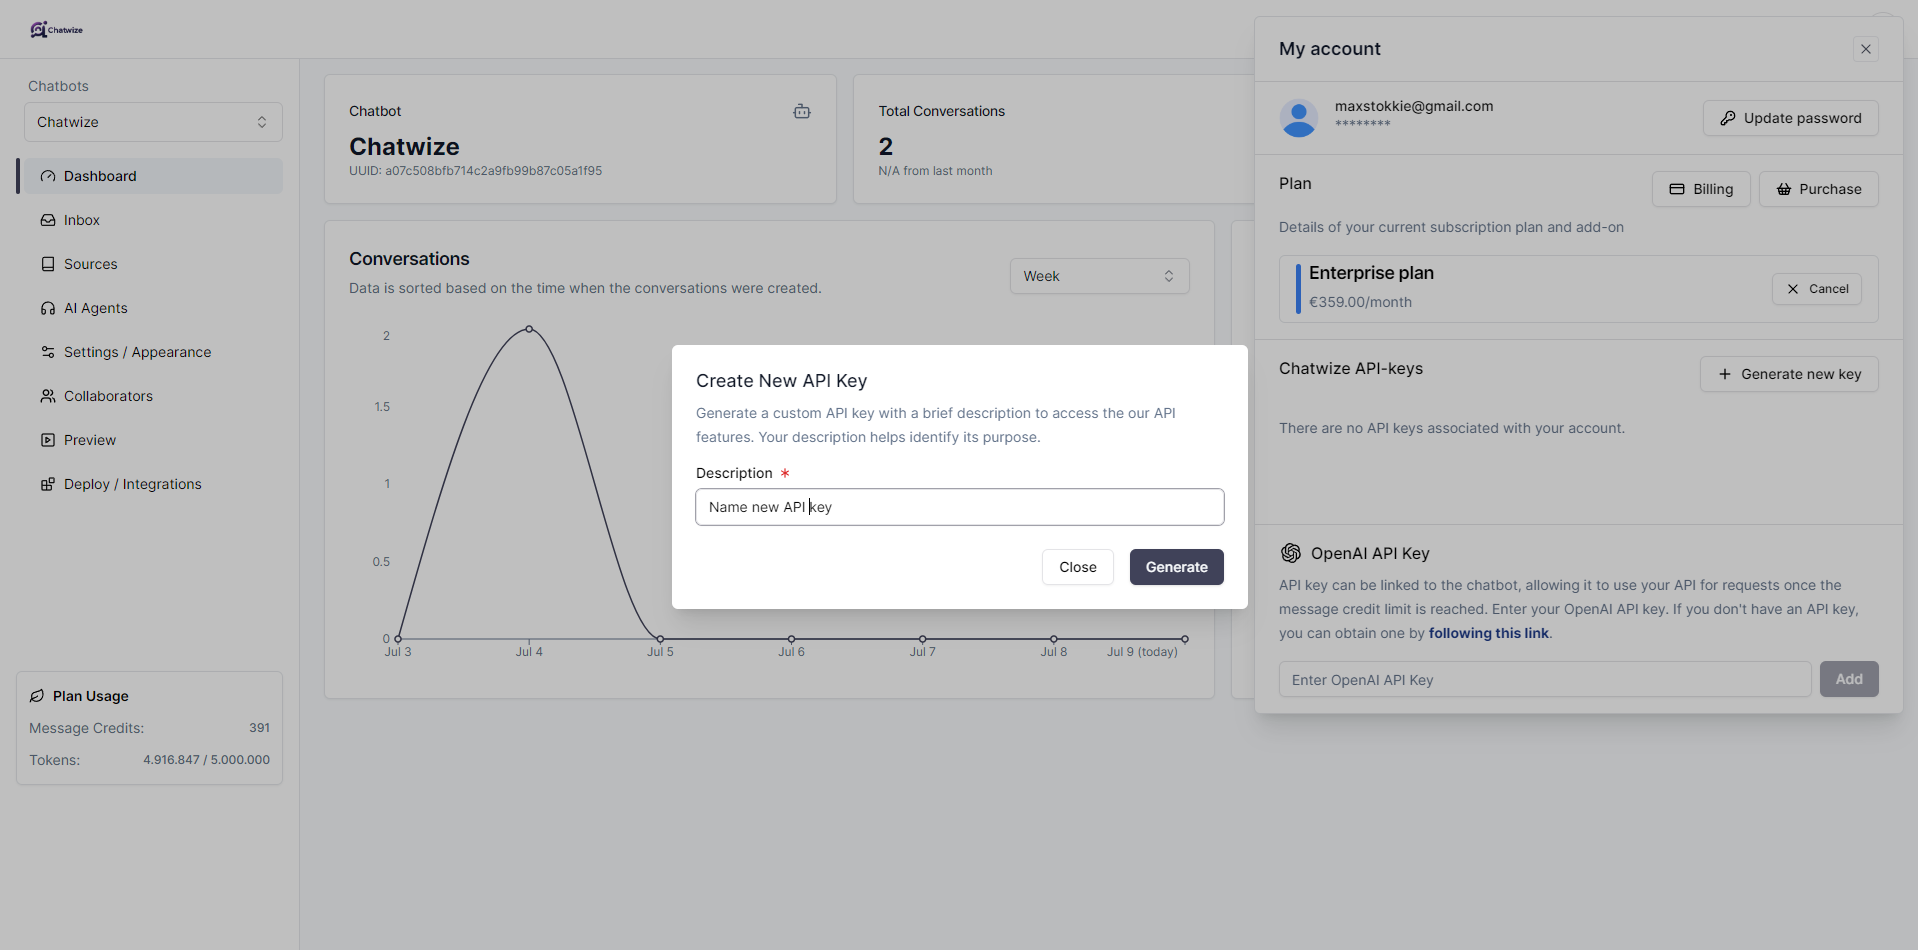 Chatwize
Chatbots
Chatwize
Dashboard
Inbox
Sources
AI Agents
Settings / Appearance
Collaborators
Preview
Deploy / Integrations
Plan Usage
Message Credits: 391
Tokens: 4.916.847 / 5.000.000
Chatbot
Chatwize
UUID: a07c508bfb714c2a9fb99b87c05a1f95
Total Conversations
2
N/A from last month
Conversations
Data is sorted based on the time when the conversations were created.
Week
2
1.5
1
0.5
0
Jul 3 Jul 4 Jul 5 Jul 6 Jul 7 Jul 8 Jul 9 (today)
Create New API Key
Generate a custom API key with a brief description to access the our API
features. Your description helps identify its purpose.
Description *
Name new API key
Close Generate
My account
maxstokkie@gmail.com
********
Update password
Plan
Billing Purchase
Details of your current subscription plan and add-on
Enterprise plan
€359.00/month
Cancel
Chatwize API-keys
Generate new key
There are no API keys associated with your account.
OpenAI API Key
API key can be linked to the chatbot, allowing it to use your API for requests once the
message credit limit is reached. Enter your OpenAI API key. If you don't have an API key,
you can obtain one by following this link.
Enter OpenAI API Key
Add